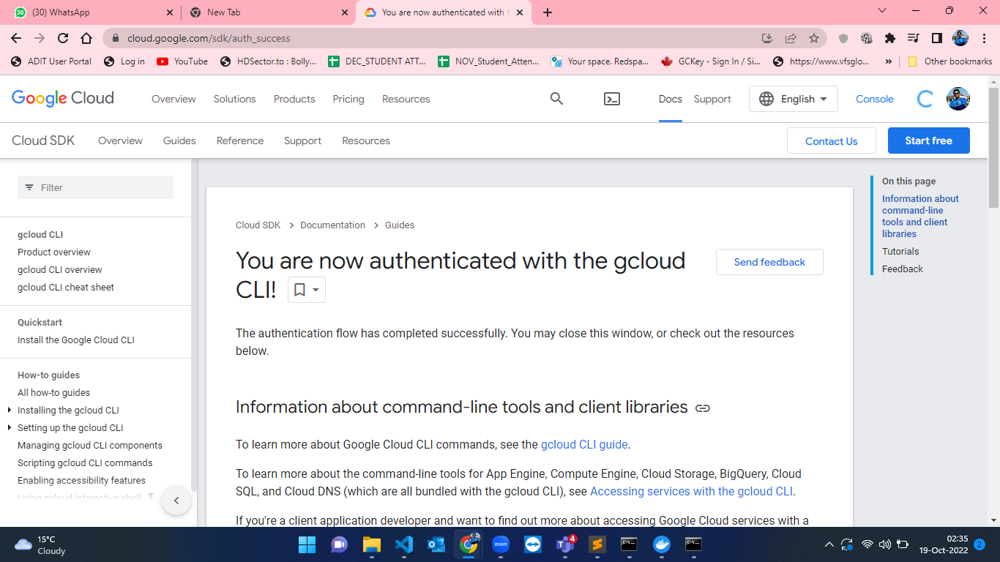 (30) WhatsApp
New Tab
You are now authenticated with t
cloud.google.com/sdk/auth_success
ADIT User Portal
Log in
YouTube
HDSector.to : Bolly...
DEC_STUDENT ATT...
NOV_Student_Atten...
Your space. Redspa...
GCKey - Sign In / Si...
https://www.vfsglo...
»
Other bookmarks
Google Cloud
Overview
Solutions
Products
Pricing
Resources
Docs
Support
English
Console
Cloud SDK
Overview
Guides
Reference
Support
Resources
Contact Us
Start free
Filter
gcloud CLI
Product overview
gcloud CLI overview
gcloud CLI cheat sheet
Quickstart
Install the Google Cloud CLI
How-to guides
All how-to guides
Installing the gcloud CLI
Setting up the gcloud CLI
Managing gcloud CLI components
Scripting gcloud CLI commands
Enabling accessibility features
Using gcloud interactive shell
Cloud SDK > Documentation > Guides
You are now authenticated with the gcloud
CLI!
Send feedback
The authentication flow has completed successfully. You may close this window, or check out the resources
below.
Information about command-line tools and client libraries
To learn more about Google Cloud CLI commands, see the gcloud CLI guide.
To learn more about the command-line tools for App Engine, Compute Engine, Cloud Storage, BigQuery, Cloud
SQL, and Cloud DNS (which are all bundled with the gcloud CLI), see Accessing services with the gcloud CLI.
If you're a client application developer and want to find out more about accessing Google Cloud services with a
On this page
Information about
command-line
tools and client
libraries
Tutorials
Feedback
15°C
Cloudy
zoom
4
02:35
19-Oct-2022
2